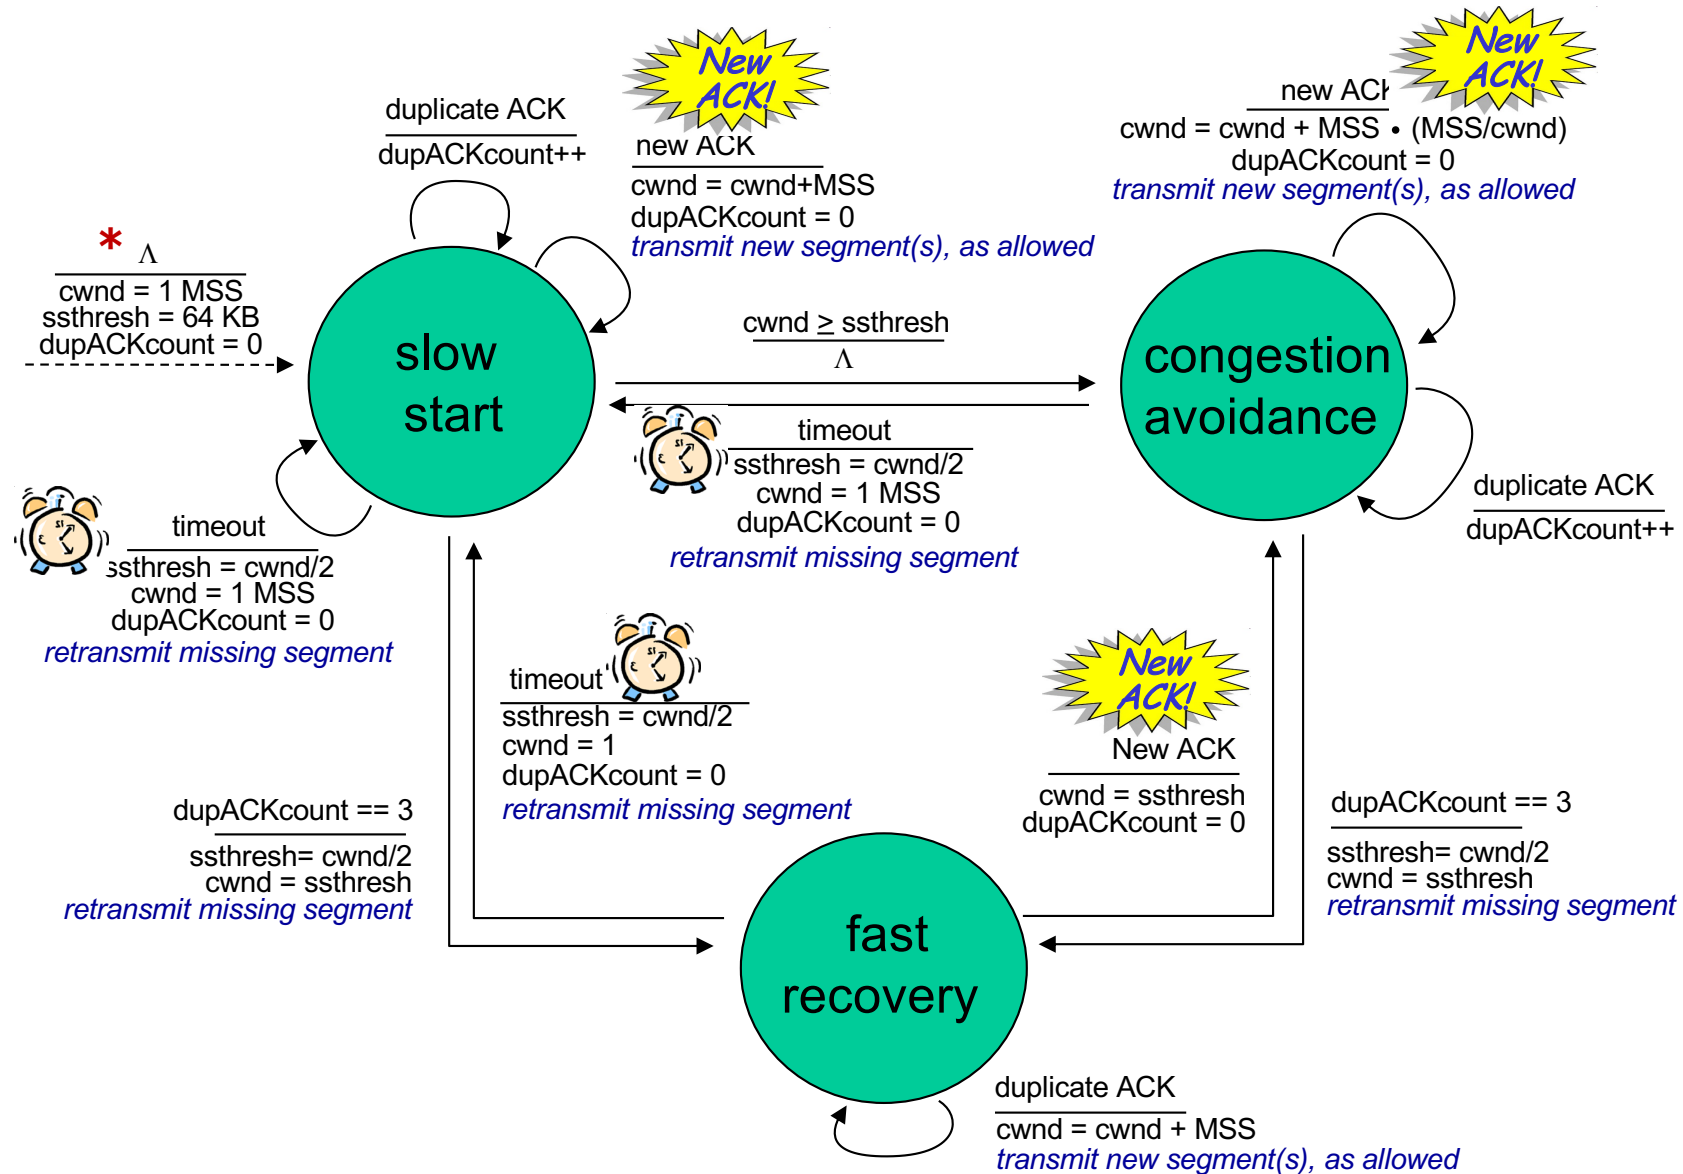 New
ACK!
New
ACK!
duplicate ACK
dupACKcount++
new ACK
cwnd = cwnd+MSS
dupACKcount = 0
transmit new segment(s), as allowed
new ACK
cwnd = cwnd + MSS • (MSS/cwnd)
dupACKcount = 0
transmit new segment(s), as allowed
* Λ
cwnd = 1 MSS
ssthresh = 64 KB
dupACKcount = 0
slow
start
cwnd ≥ ssthresh
Λ
congestion
avoidance
timeout
ssthresh = cwnd/2
cwnd = 1 MSS
dupACKcount = 0
retransmit missing segment
duplicate ACK
dupACKcount++
timeout
ssthresh = cwnd/2
cwnd = 1 MSS
dupACKcount = 0
retransmit missing segment
timeout
ssthresh = cwnd/2
cwnd = 1
dupACKcount = 0
retransmit missing segment
New
ACK!
New ACK
cwnd = ssthresh
dupACKcount = 0
dupACKcount == 3
ssthresh= cwnd/2
cwnd = ssthresh
retransmit missing segment
dupACKcount == 3
ssthresh= cwnd/2
cwnd = ssthresh
retransmit missing segment
fast
recovery
duplicate ACK
cwnd = cwnd + MSS
transmit new segment(s), as allowed